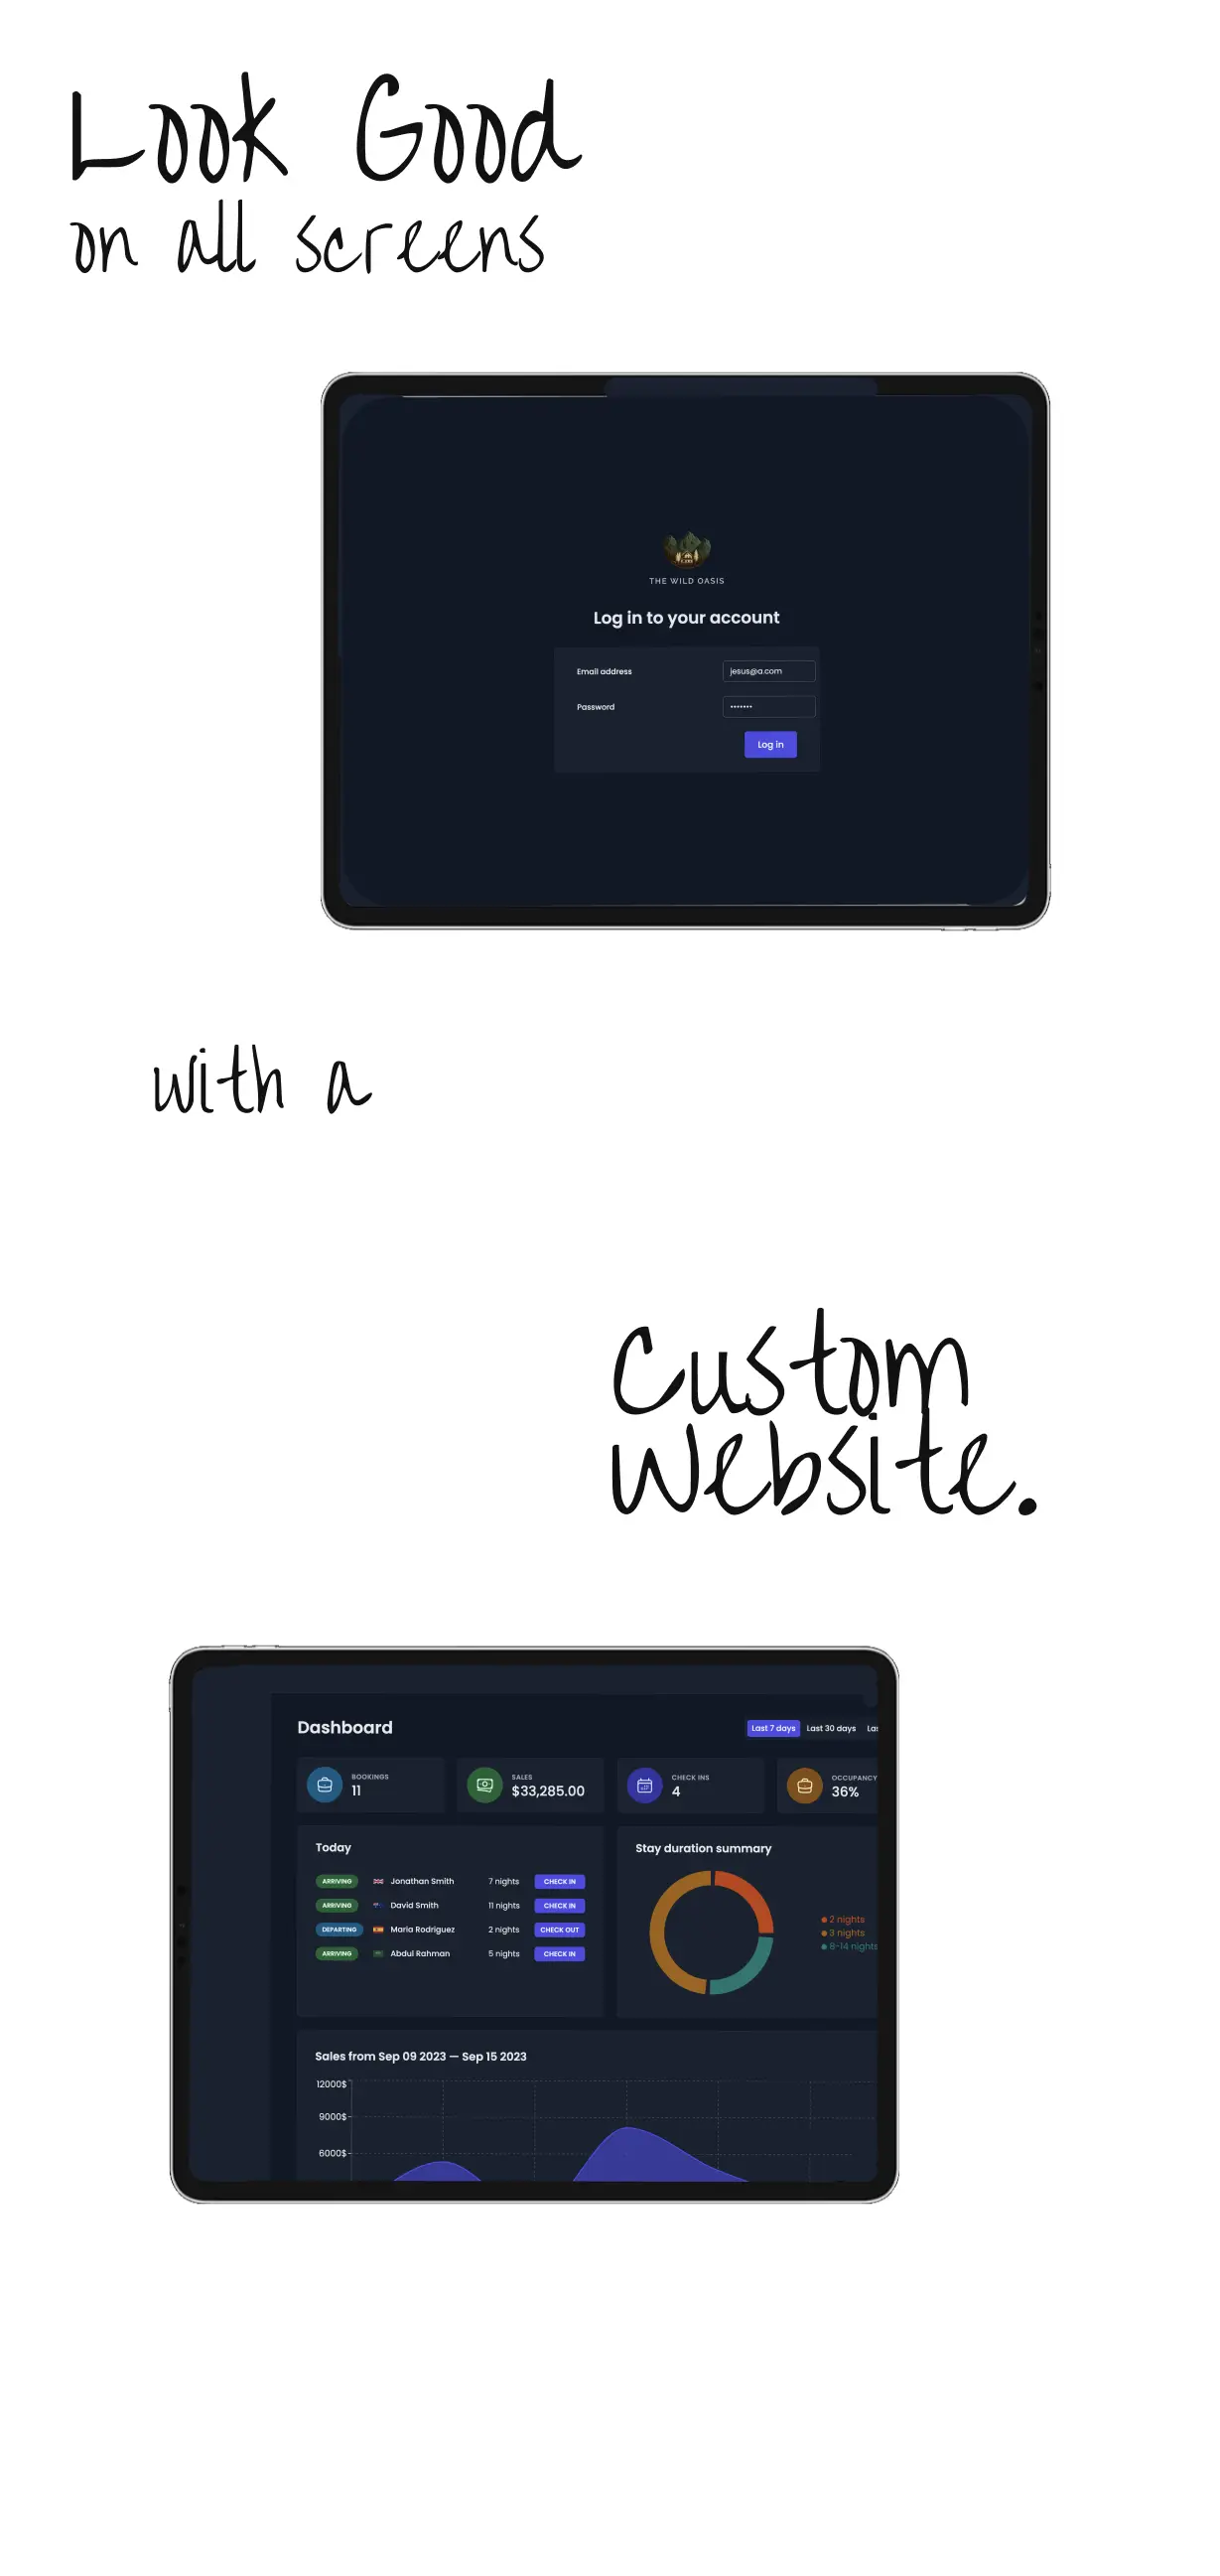 Look Good
on all screens
THE WILD OASIS
Log in to your account
Email address jesus@a.com
Password •••••••
Log in
with a
Custom
Website.
Dashboard
Last 7 days Last 30 days Las
BOOKINGS
11
SALES
$33,285.00
CHECK INS
4
OCCUPANCY
36%
Today
ARRIVING Jonathan Smith 7 nights CHECK IN
ARRIVING David Smith 11 nights CHECK IN
DEPARTING Maria Rodriguez 2 nights CHECK OUT
ARRIVING Abdul Rahman 5 nights CHECK IN
Stay duration summary
2 nights
3 nights
8-14 nights
Sales from Sep 09 2023 — Sep 15 2023
12000$
9000$
6000$